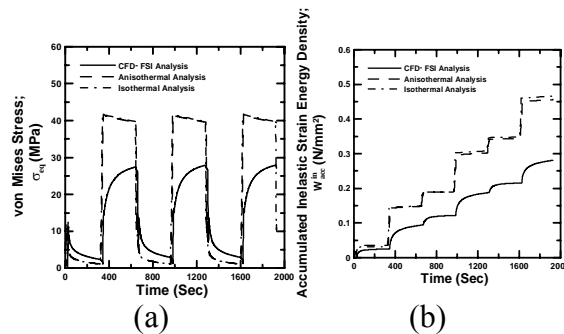 von Mises Stress;
σeq (MPa)
60
50
40
30
20
10
0
CFD- FSI Analysis
Anisothermal Analysis
Isothermal Analysis
0 400 800 1200 1600 2000
Time (Sec)
(a)
Accumulated Inelastic Strain Energy Density;
W in acc (N/mm²)
0.6
0.5
0.4
0.3
0.2
0.1
0
CFD- FSI Analysis
Anisothermal Analysis
Isothermal Analysis
0 400 800 1200 1600 2000
Time (Sec)
(b)